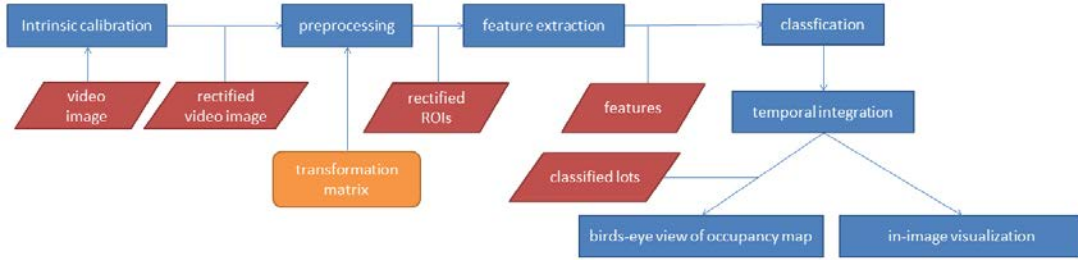 Intrinsic calibration
preprocessing
feature extraction
classfication
video
image
rectified
video image
rectified
ROIs
features
temporal integration
transformation
matrix
classified lots
birds-eye view of occupancy map
in-image visualization